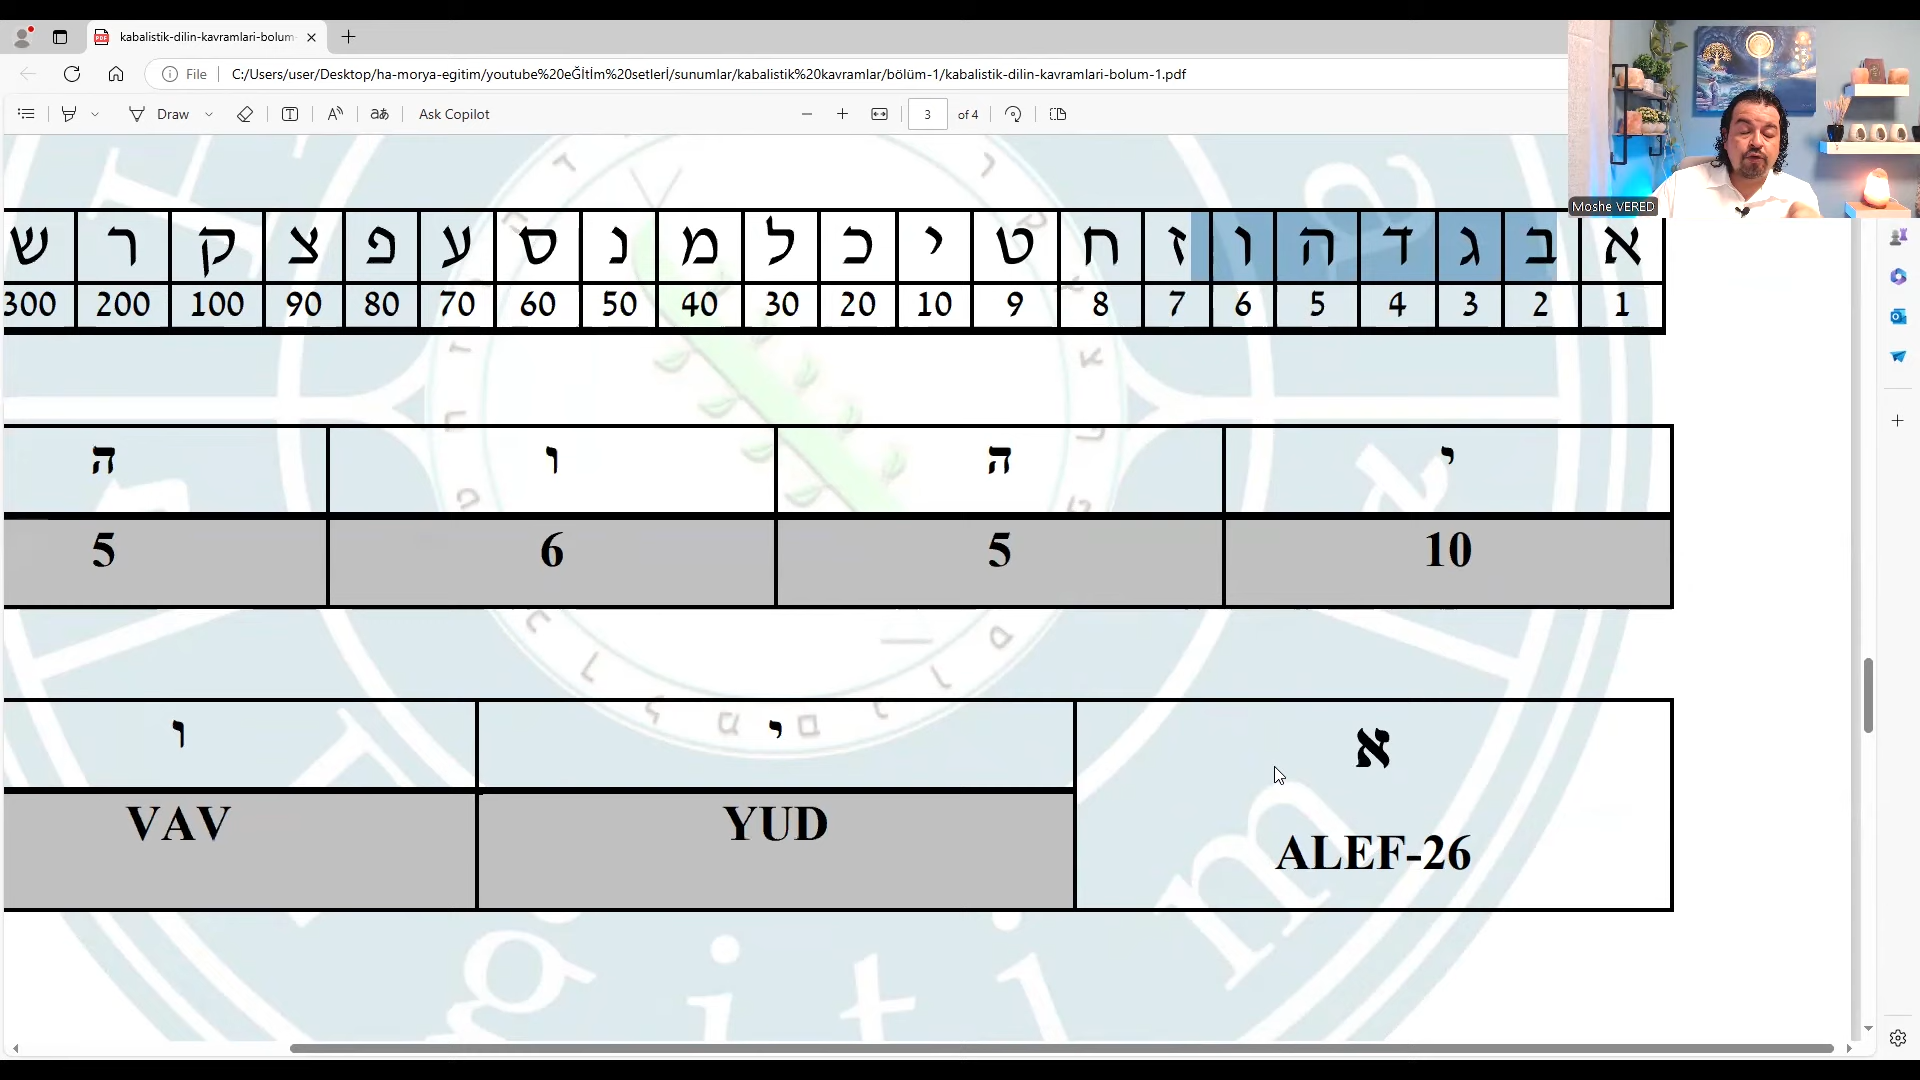 kabalistik-dilin-kavramlari-bolum-
File
C:/Users/user/Desktop/ha-morya-egitim/youtube%20eĞİTİm%20setlerİ/sunumlar/kabalistik%20kavramlar/bölüm-1/kabalistik-dilin-kavramlari-bolum-1.pdf
Draw
Ask Copilot
3 of 4
Moshe VERED
א ב ג ד ה ו ז ח ט י כ ל מ נ ס ע פ צ ק ר ש
1 2 3 4 5 6 7 8 9 10 20 30 40 50 60 70 80 90 100 200 300
י ה ו ה
10 5 6 5
א י ו
ALEF-26 YUD VAV
gitim